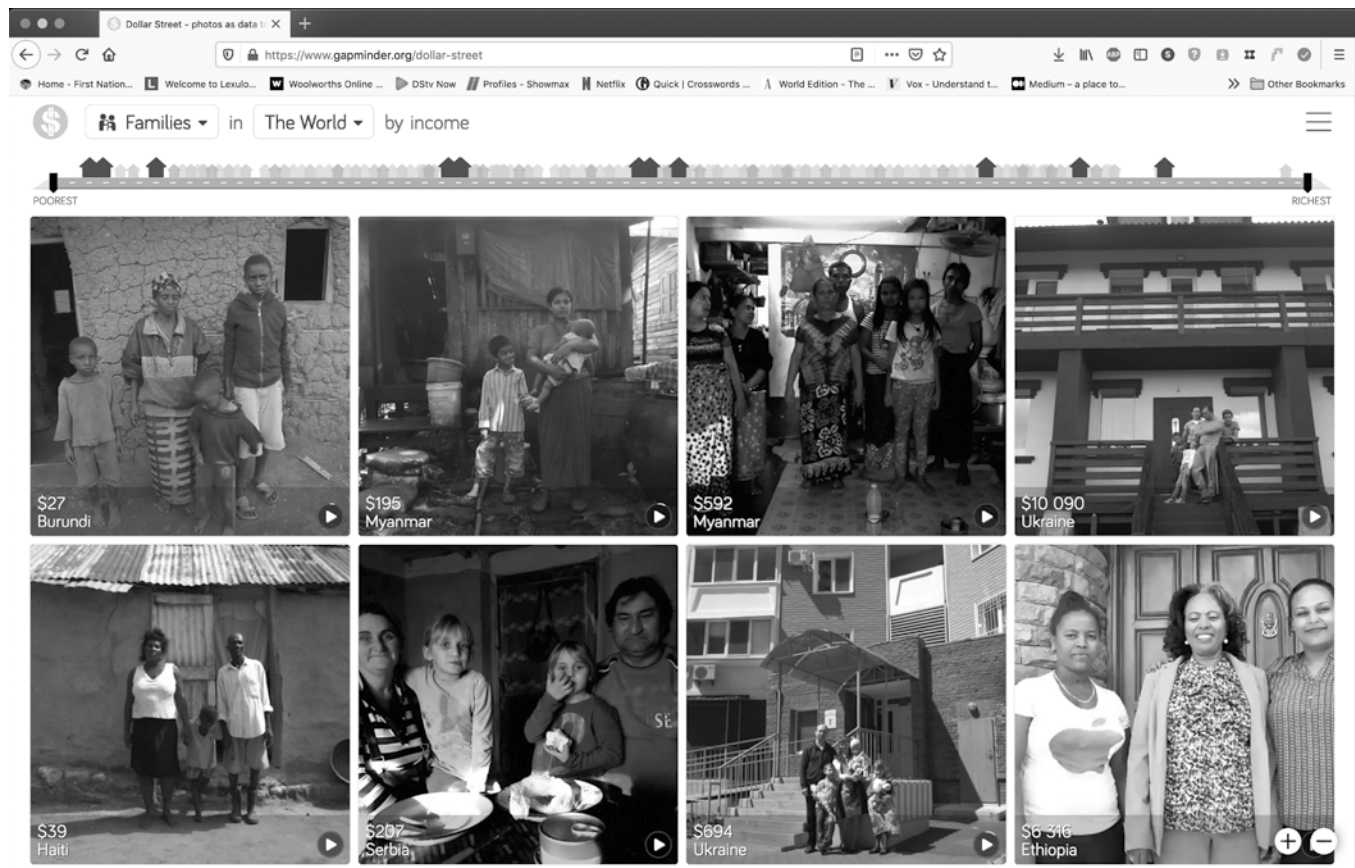 Dollar Street - photos as data t
https://www.gapminder.org/dollar-street
Home - First Nation... Welcome to Lexulo... Woolworths Online ... DStv Now Profiles - Showmax Netflix Quick | Crosswords ... World Edition - The ... Vox - Understand t... Medium – a place to... Other Bookmarks
Families in The World by income
POOREST RICHEST
$27
Burundi
$195
Myanmar
$592
Myanmar
$10 090
Ukraine
$39
Haiti
$207
Serbia
SE
$694
Ukraine
$6 316
Ethiopia